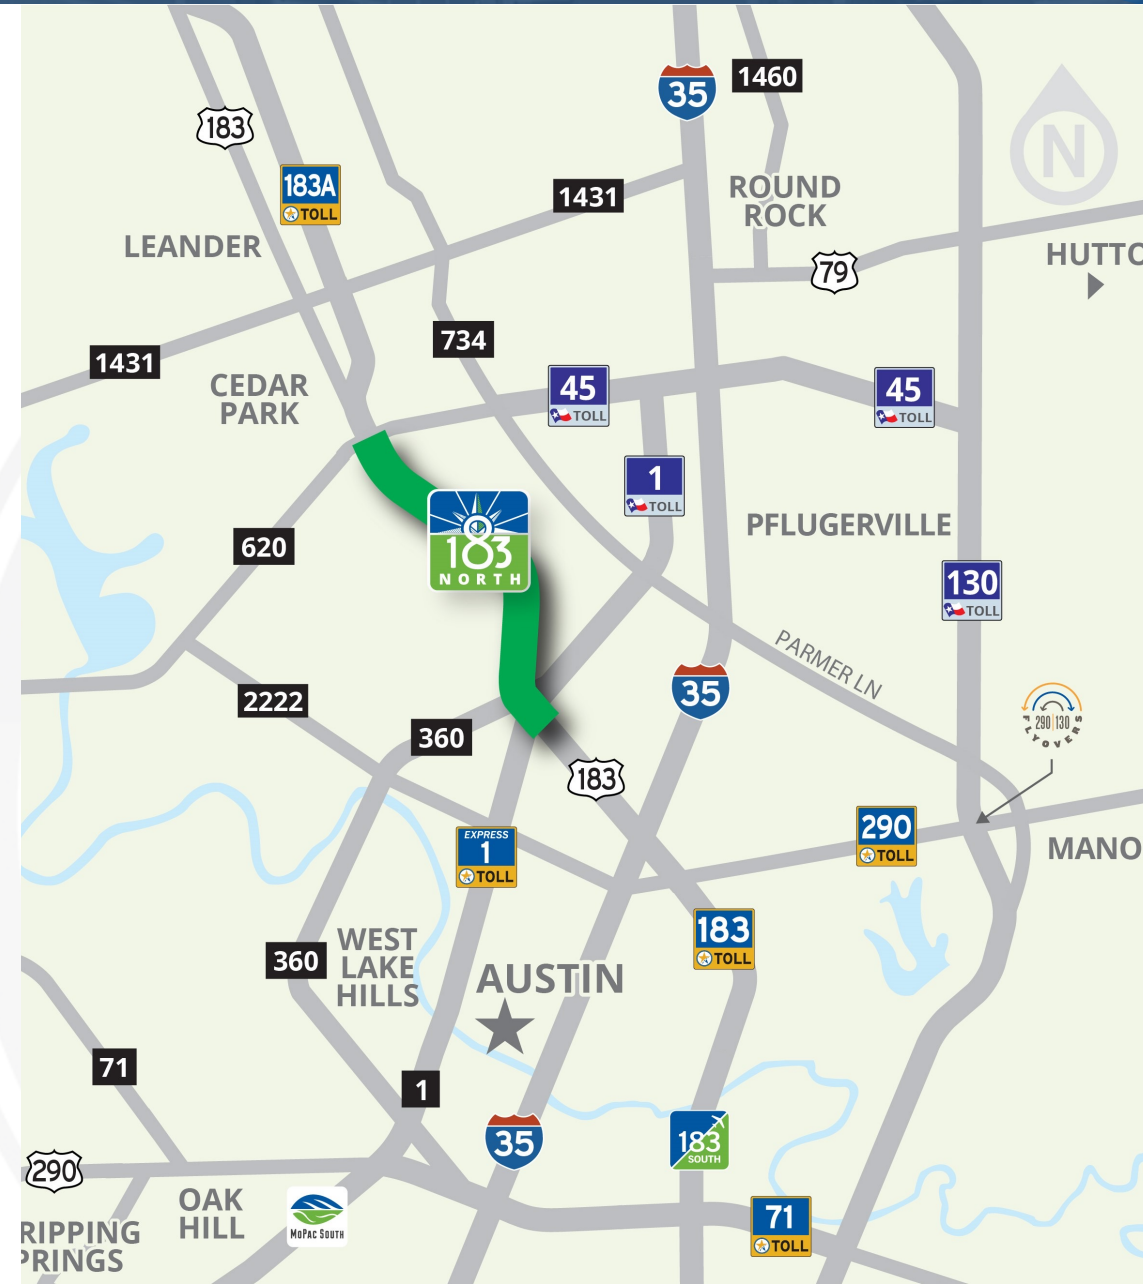 35
1460
183
N
183A
TOLL
1431
ROUND
ROCK
LEANDER
HUTTO
79
734
1431
CEDAR
PARK
45
TOLL
45
TOLL
1
TOLL
183
NORTH
PFLUGERVILLE
620
130
TOLL
PARMER LN
35
2222
290|130
FLYOVERS
360
183
EXPRESS
1
TOLL
290
TOLL
MANO
183
TOLL
WEST
LAKE
HILLS
360
AUSTIN
71
1
35
183
SOUTH
290
OAK
HILL
MoPac South
71
TOLL
RIPPING
PRINGS